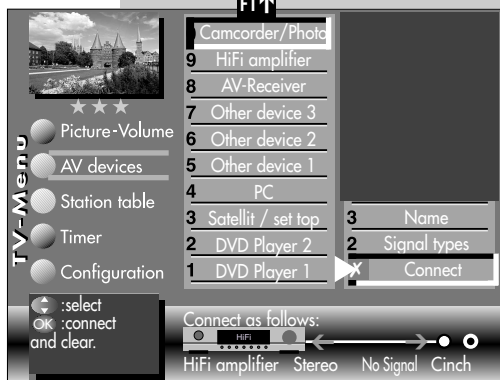 F1↑
TV-Menu
Picture-Volume
AV devices
Station table
Timer
Configuration
Camcorder/Photo
9 HiFi amplifier
8 AV-Receiver
7 Other device 3
6 Other device 2
5 Other device 1
4 PC
3 Satellit / set top
2 DVD Player 2
1 DVD Player 1
3 Name
2 Signal types
X Connect
:select
OK :connect
and clear.
Connect as follows:
HiFi
HiFi amplifier Stereo No Signal Cinch